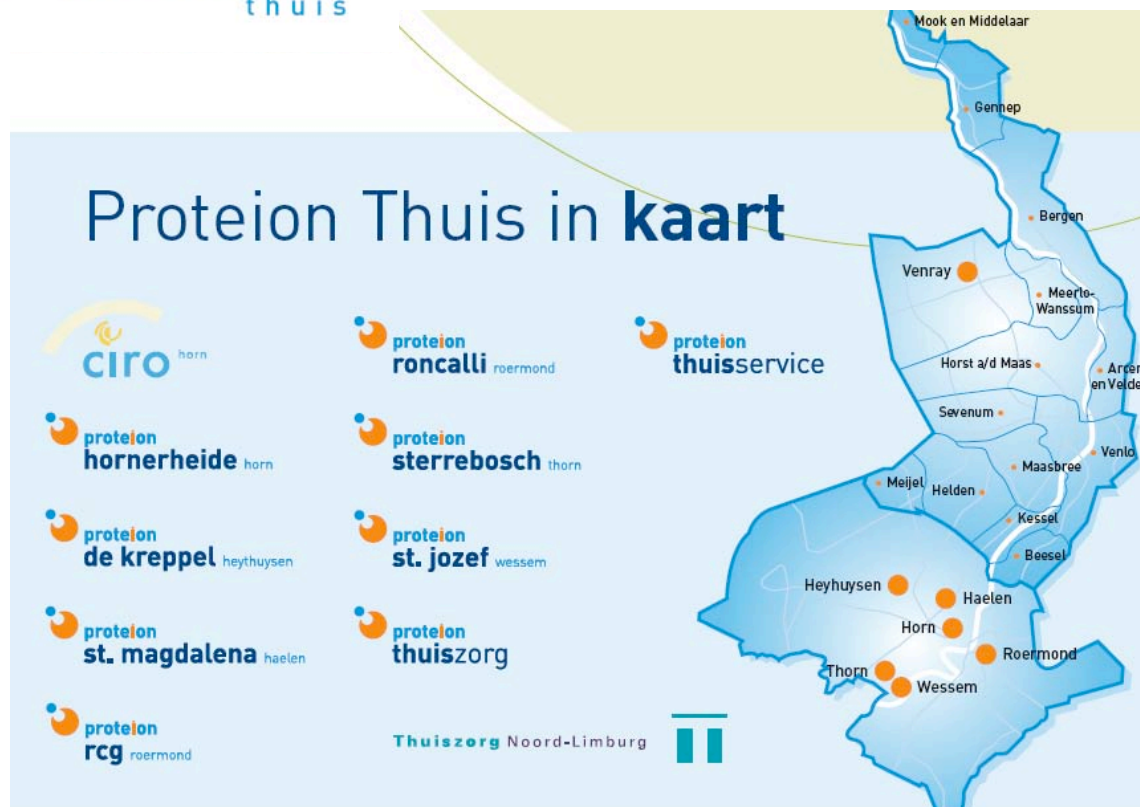 thuis
Proteion Thuis in kaart
ciro horn
proteion
hornerheide horn
proteion
de kreppel heythuysen
proteion
st. magdalena haelen
proteion
rcg roermond
proteion
roncalli roermond
proteion
sterrebosch thorn
proteion
st. jozef wessem
proteion
thuiszorg
Thuiszorg Noord-Limburg
proteion
thuisservice
Mook en Middelaar
Gennep
Bergen
Venray
Meerlo-
Wanssum
Horst a/d Maas
Arcen
en Velde
Sevenum
Venlo
Maasbree
Meijel
Helden
Kessel
Beesel
Heyhuysen
Haelen
Horn
Roermond
Thorn
Wessem